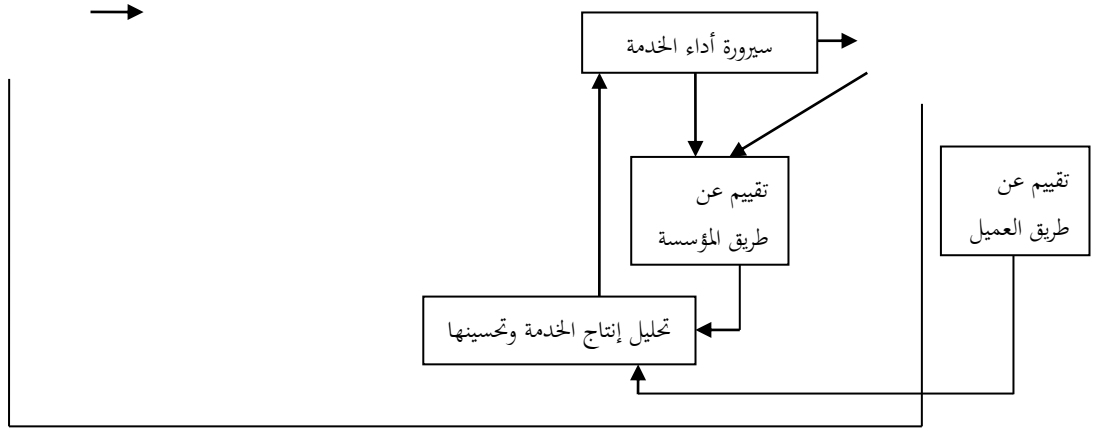 سيرورة أداء الخدمة
تقييم عن
طريق العميل
تقييم عن
طريق المؤسسة
تحليل إنتاج الخدمة وتحسينها